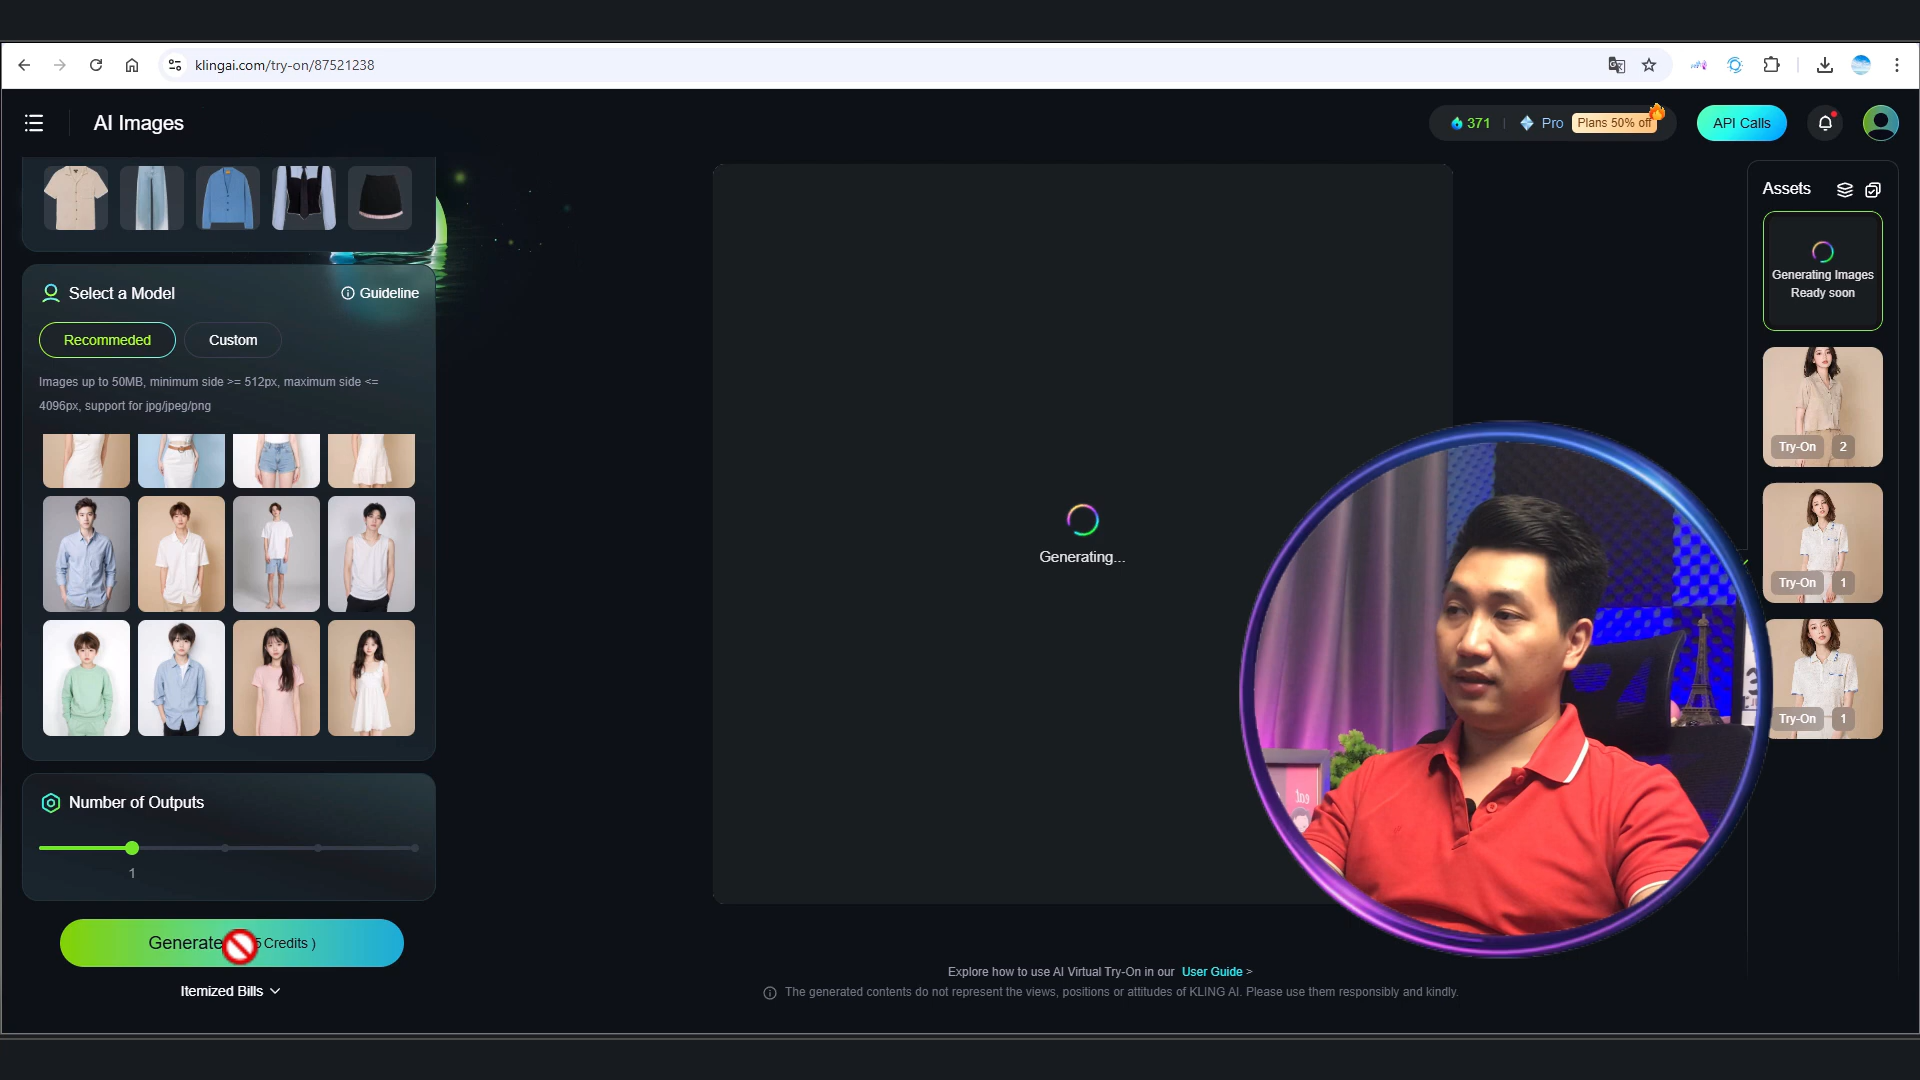 klingai.com/try-on/87521238
AI Images
371
Pro
Plans 50% off
API Calls
Select a Model
Guideline
Recommeded
Custom
Images up to 50MB, minimum side >= 512px, maximum side <=
4096px, support for jpg/jpeg/png
Number of Outputs
1
Generate
5 Credits )
Itemized Bills
Generating...
Assets
Generating Images
Ready soon
Try-On 2
Try-On 1
Try-On 1
Explore how to use AI Virtual Try-On in our User Guide >
The generated contents do not represent the views, positions or attitudes of KLING AI. Please use them responsibly and kindly.